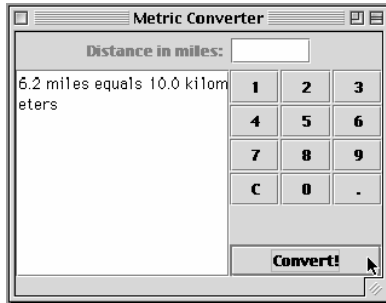 Metric Converter
Distance in miles:
6.2 miles equals 10.0 kilom
eters
1 2 3
4 5 6
7 8 9
C 0 .
Convert!